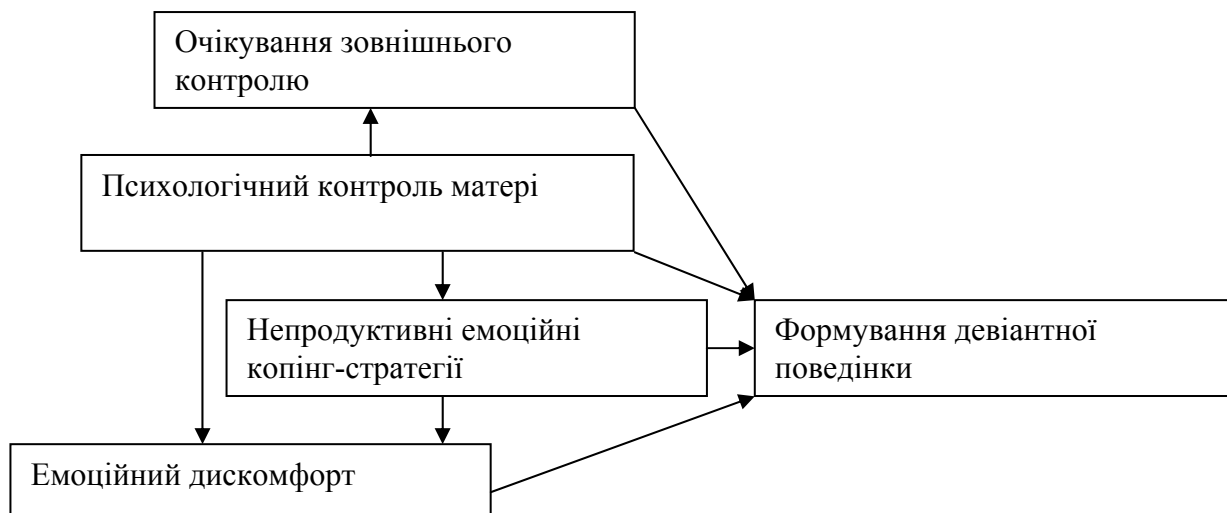 Очікування зовнішнього
контролю
Психологічний контроль матері
Непродуктивні емоційні
копінг-стратегії
Формування девіантної
поведінки
Емоційний дискомфорт